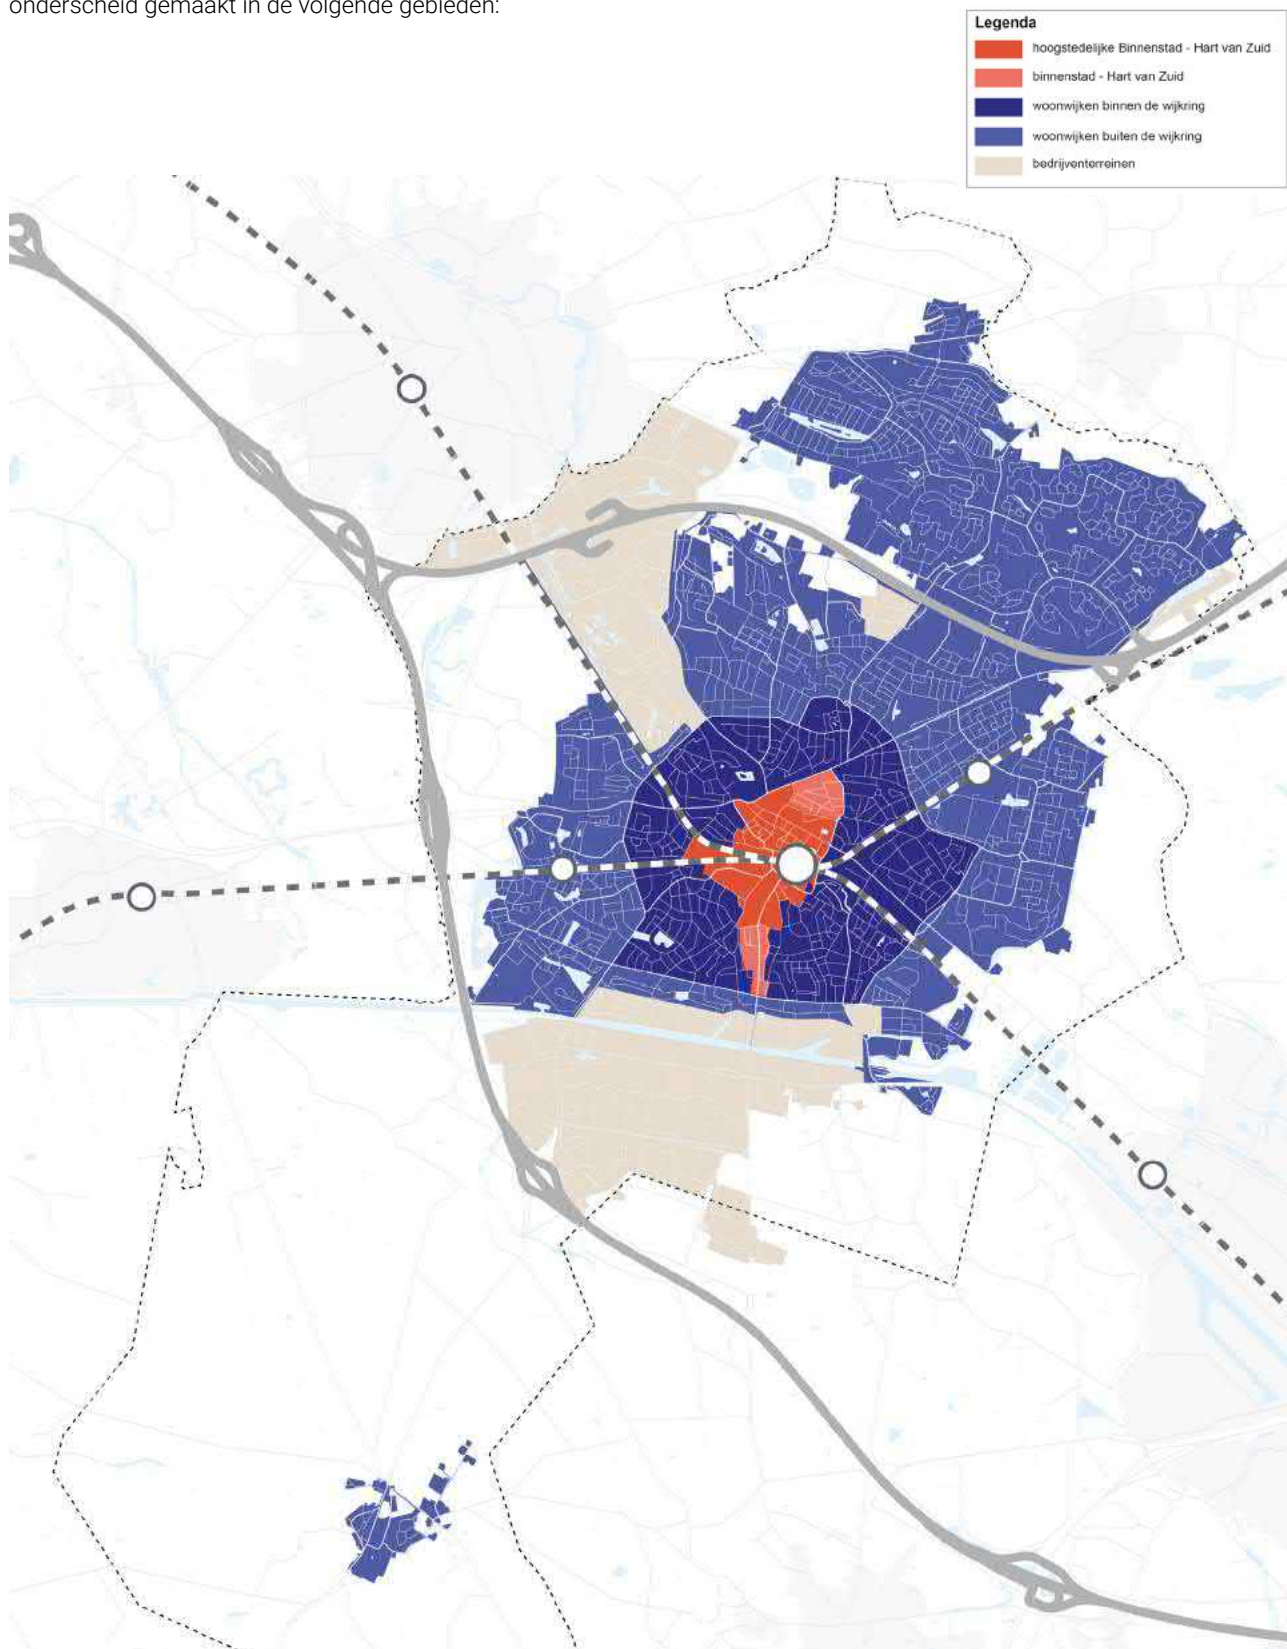 onderscheid gemaakt in de volgende gebieden:
Legenda
hoogstedelijke Binnenstad - Hart van Zuid
binnenstad - Hart van Zuid
woonwijken binnen de wijkring
woonwijken buiten de wijkring
bedrijventerreinen